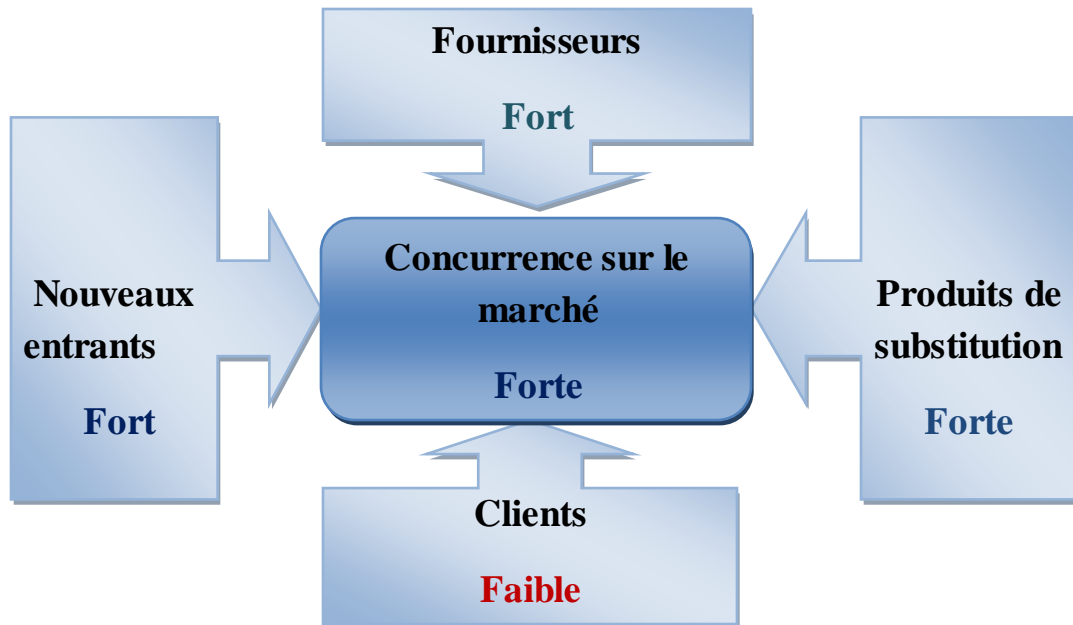 Fournisseurs
Fort
Nouveaux
entrants
Fort
Concurrence sur le
marché
Forte
Produits de
substitution
Forte
Clients
Faible